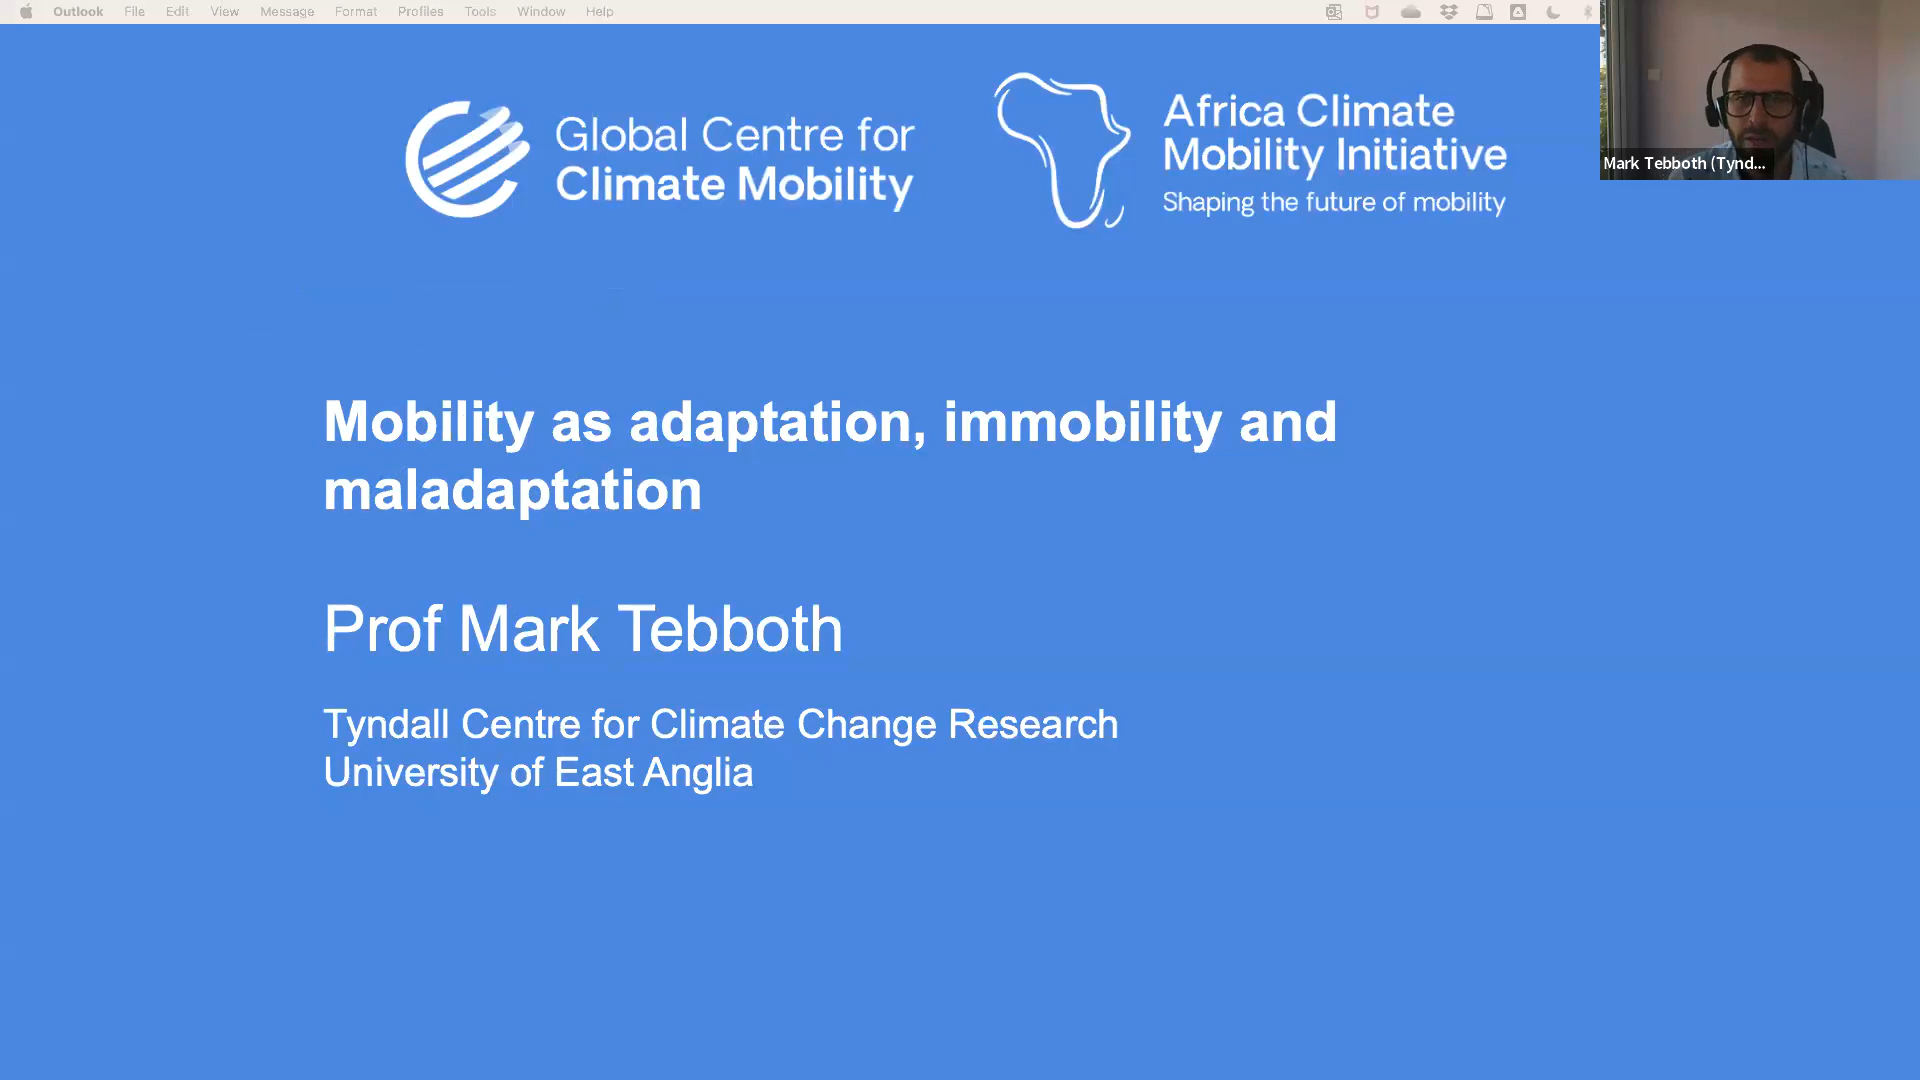 Outlook File Edit View Message Format Profiles Tools Window Help
Global Centre for
Climate Mobility
Africa Climate
Mobility Initiative
Shaping the future of mobility
Mark Tebboth (Tynd...
Mobility as adaptation, immobility and
maladaptation
Prof Mark Tebboth
Tyndall Centre for Climate Change Research
University of East Anglia